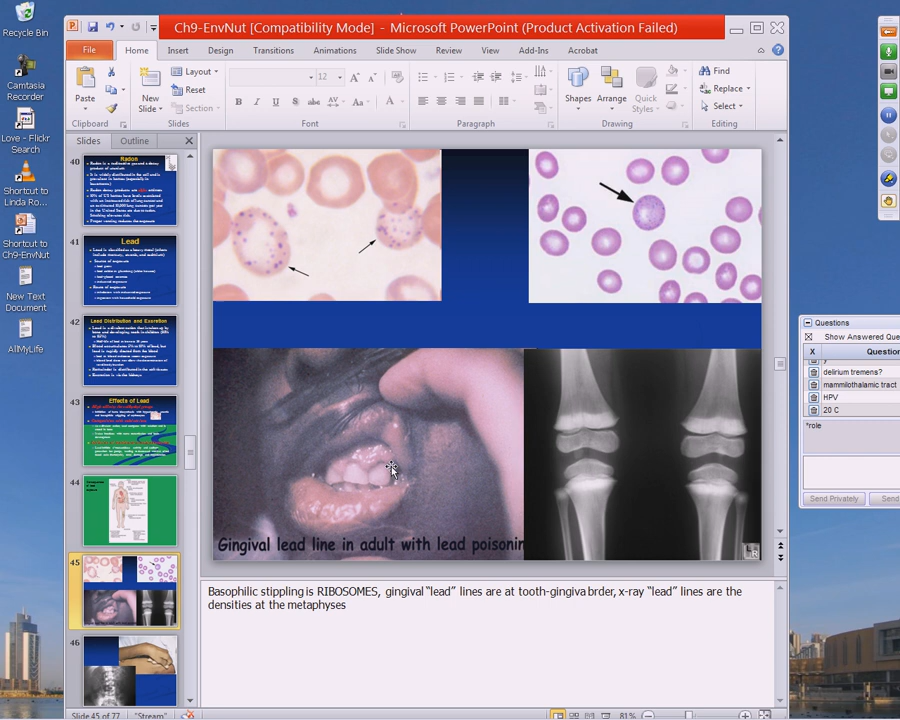 Recycle Bin
Camtasia
Recorder
Love - Flickr
Search
Shortcut to
Linda Ro...
Shortcut to
Ch9-EnvNut
New Text
Document
AllMyLife
Ch9-EnvNut [Compatibility Mode] - Microsoft PowerPoint (Product Activation Failed)
File Home Insert Design Transitions Animations Slide Show Review View Add-Ins Acrobat
Paste
Clipboard
New
Slide
Layout
Reset
Section
Slides
12
Font
Paragraph
Shapes
Arrange
Quick
Styles
Drawing
Find
Replace
Select
Editing
Slides Outline
40
Radon
41
Lead
42
Lead Distribution and Excretion
43
Effects of Lead
44
45
46
Gingival lead line in adult with lead poisonin
L R
Basophilic stippling is RIBOSOMES, gingival "lead" lines are at tooth-gingiva brder, x-ray "lead" lines are the
densities at the metaphyses
Slide 45 of 77 "Stream" 81%
Questions
Show Answered Que
X Question
delirium tremens?
mammilothalamic tract
HPV
20 C
*role
Send Privately Send